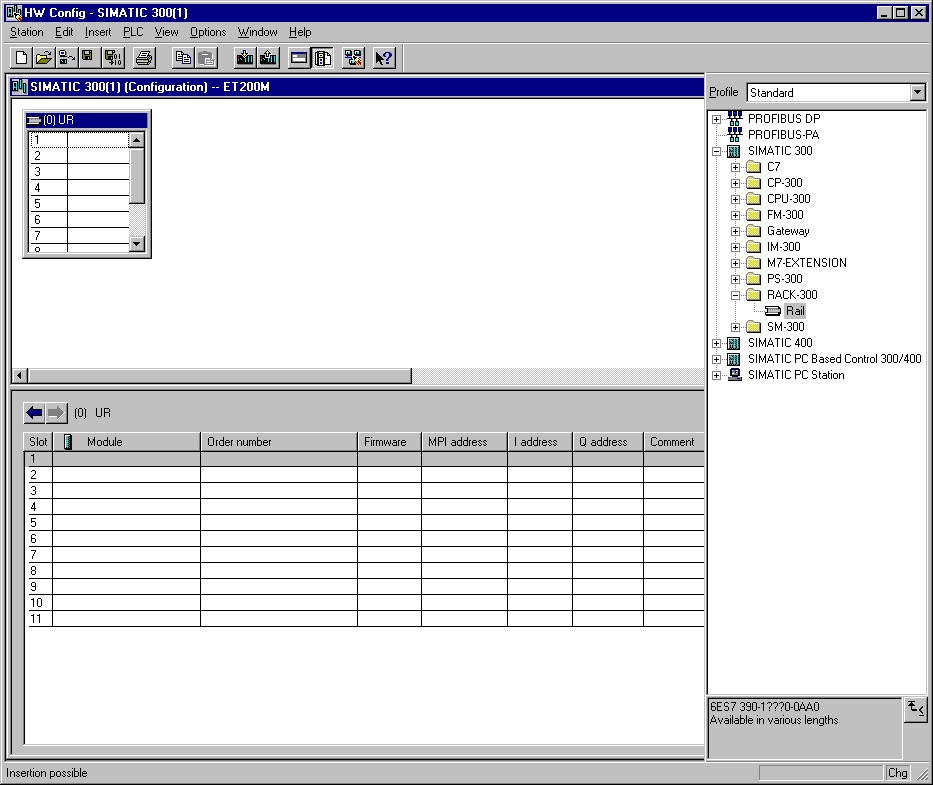 HW Config - SIMATIC 300(1)
Station Edit Insert PLC View Options Window Help
SIMATIC 300(1) (Configuration) -- ET200M
(0) UR
1
2
3
4
5
6
7
8
(0) UR
Slot Module Order number Firmware MPI address I address Q address Comment
1
2
3
4
5
6
7
8
9
10
11
Profile Standard
PROFIBUS DP
PROFIBUS-PA
SIMATIC 300
C7
CP-300
CPU-300
FM-300
Gateway
IM-300
M7-EXTENSION
PS-300
RACK-300
Rail
SM-300
SIMATIC 400
SIMATIC PC Based Control 300/400
SIMATIC PC Station
6ES7 390-1???0-0AA0
Available in various lengths
Insertion possible
Chg